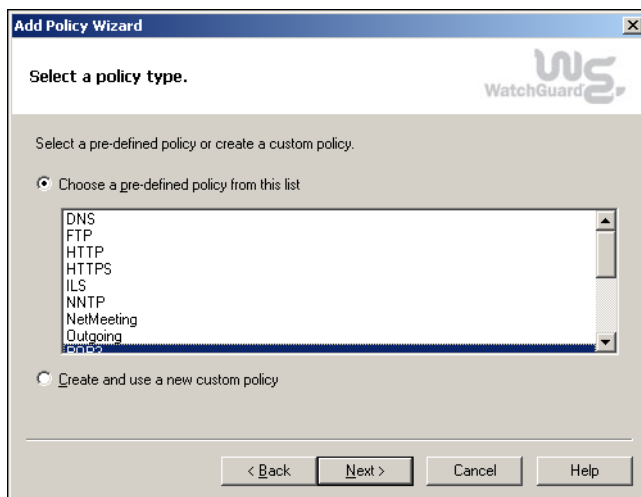 Add Policy Wizard
Select a policy type.
WatchGuard
Select a pre-defined policy or create a custom policy.
Choose a pre-defined policy from this list
DNS
FTP
HTTP
HTTPS
ILS
NNTP
NetMeeting
Outgoing
POP3
Create and use a new custom policy
< Back
Next >
Cancel
Help